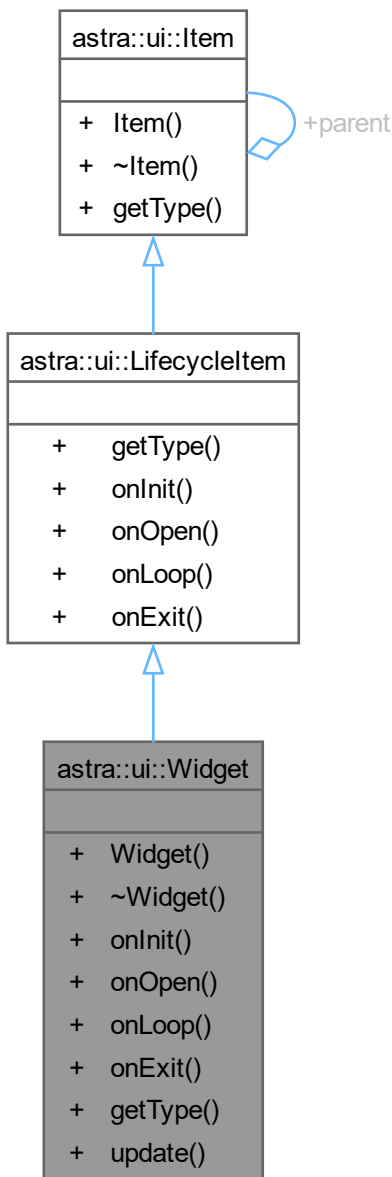 astra::ui::Item
+ Item()
+parent
+ ~Item()
+ getType()
astra::ui::LifecycleItem
+ getType()
+ onInit()
+ onOpen()
+ onLoop()
+ onExit()
astra::ui::Widget
+ Widget()
+ ~Widget()
+ onInit()
+ onOpen()
+ onLoop()
+ onExit()
+ getType()
+ update()